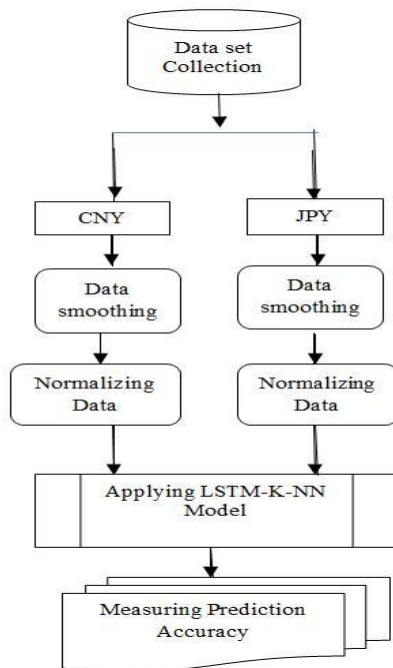 Data set
Collection
CNY
JPY
Data
smoothing
Data
smoothing
Normalizing
Data
Normalizing
Data
Applying LSTM-K-NN
Model
Measuring Prediction
Accuracy